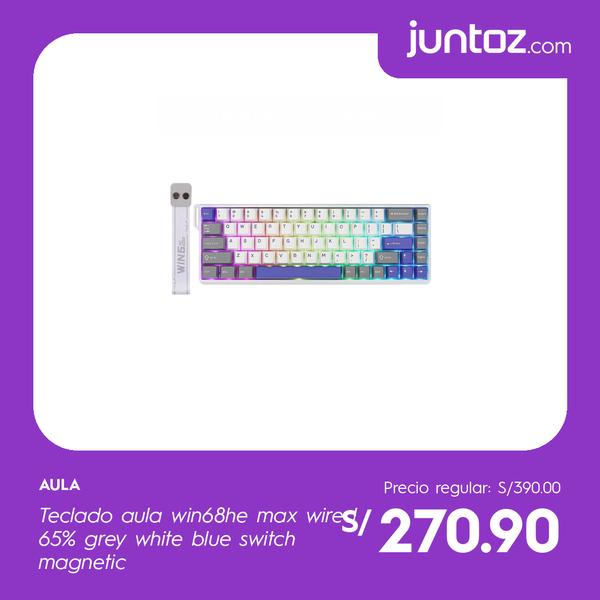 juntoz.com
WIN68
AULA
Teclado aula win68he max wired
65% grey white blue switch
magnetic
Precio regular: S/390.00
S/ 270.90